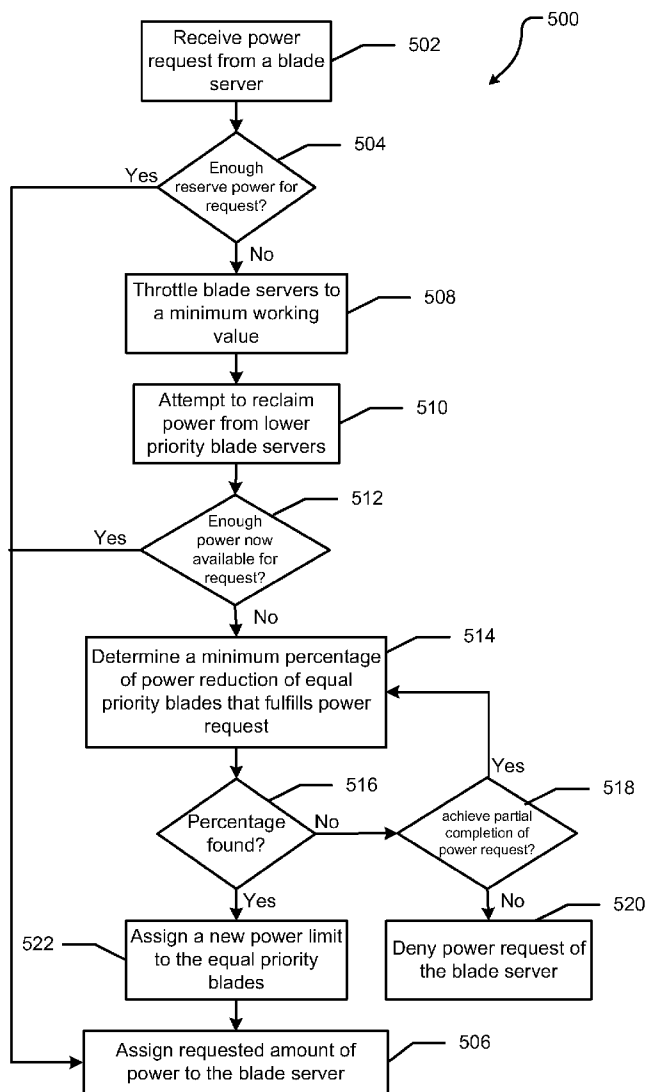 500
Receive power
request from a blade
server
502
504
Enough
reserve power for
request?
Yes
No
Throttle blade servers to
a minimum working
value
508
Attempt to reclaim
power from lower
priority blade servers
510
512
Enough
power now
available for
request?
Yes
No
514
Determine a minimum percentage
of power reduction of equal
priority blades that fulfills power
request
516
Percentage
found?
No
Yes
518
achieve partial
completion of
power request?
Yes
No
520
Deny power request of
the blade server
522
Assign a new power limit
to the equal priority
blades
506
Assign requested amount of
power to the blade server